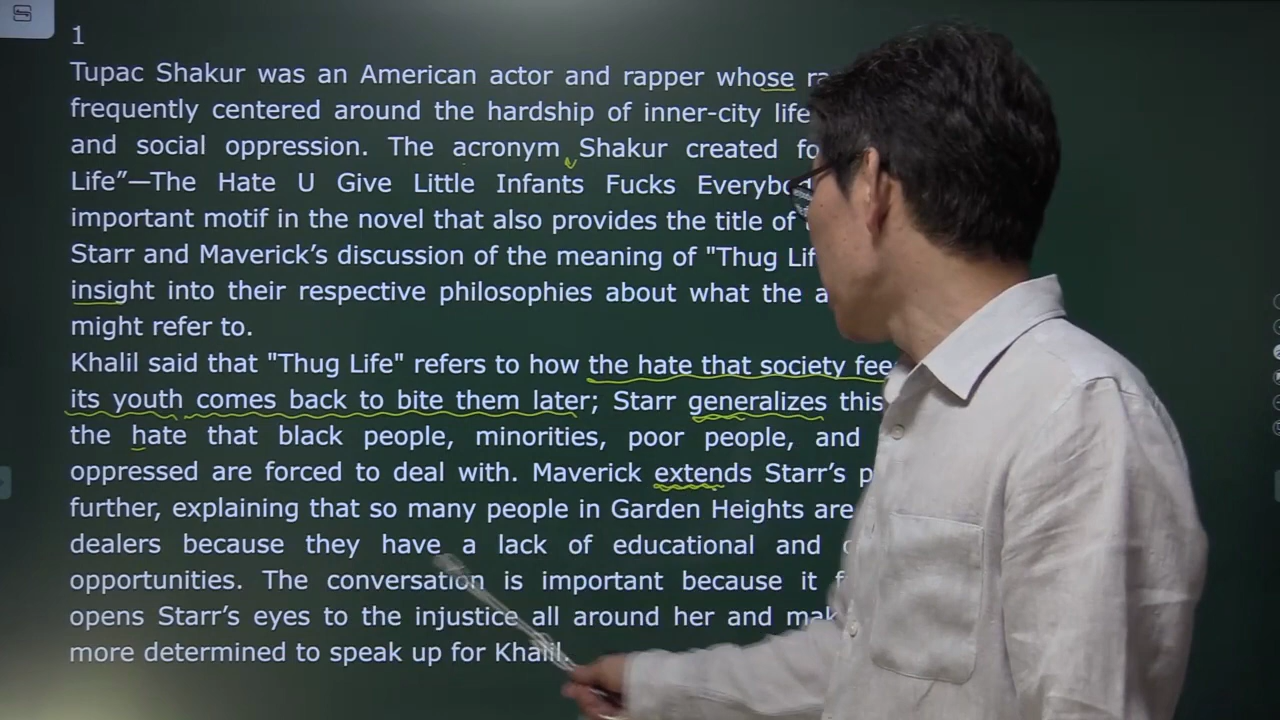 1
Tupac Shakur was an American actor and rapper whose
frequently centered around the hardship of inner-city life
and social oppression. The acronym Shakur created
Life”—The Hate U Give Little Infants Fucks
important motif in the novel that also provides the title of
Starr and Maverick’s discussion of the meaning of "Thug
insight into their respective philosophies about what the
might refer to.
Khalil said that "Thug Life" refers to how the hate that society
its youth comes back to bite them later; Starr generalizes this
the hate that black people, minorities, poor people, and
oppressed are forced to deal with. Maverick extends Starr’s
further, explaining that so many people in Garden Heights are
dealers because they have a lack of educational and
opportunities. The conversation is important because it
opens Starr’s eyes to the injustice all around her and
more determined to speak up for Khalil.